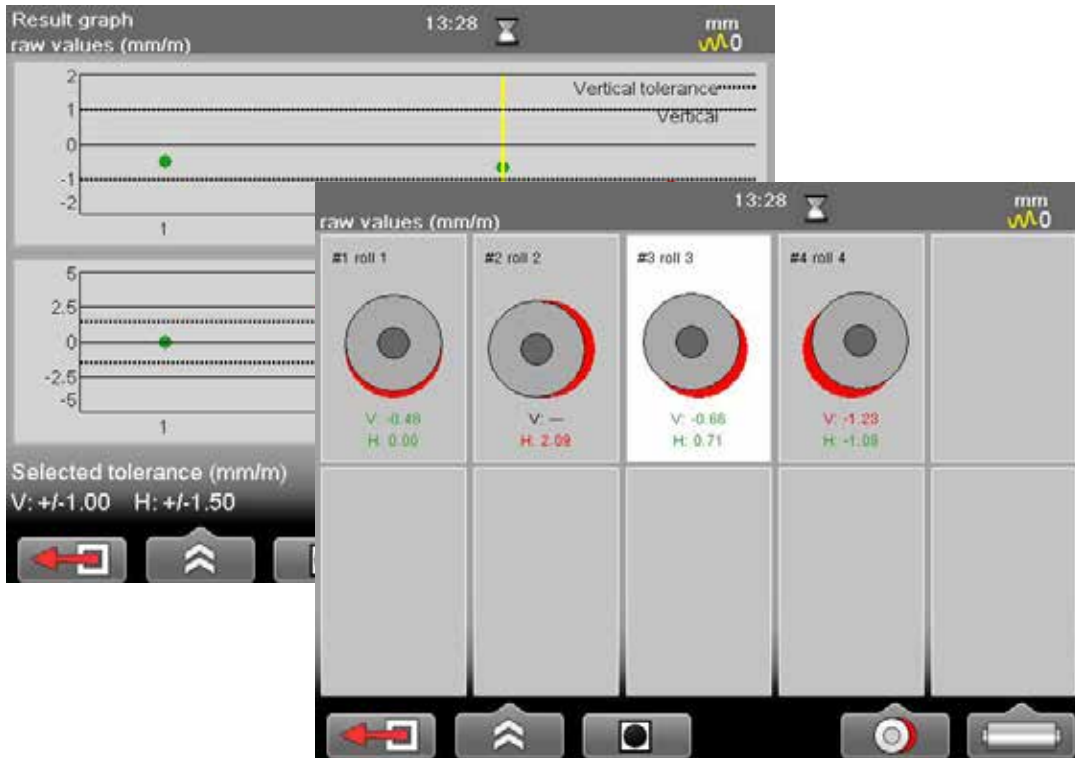 Result graph
13:28
mm
raw values (mm/m)
0
2
1
0
-1
-2
Vertical tolerance
Vertical
1
5
2.5
0
-2.5
-5
1
Selected tolerance (mm/m)
V: +/-1.00 H: +/-1.50
13:28
mm
raw values (mm/m)
0
#1 roll 1
#2 roll 2
#3 roll 3
#4 roll 4
V: -0.48
H: 0.00
V: ---
H: 2.09
V: -0.66
H: 0.71
V: -1.23
H: -1.09